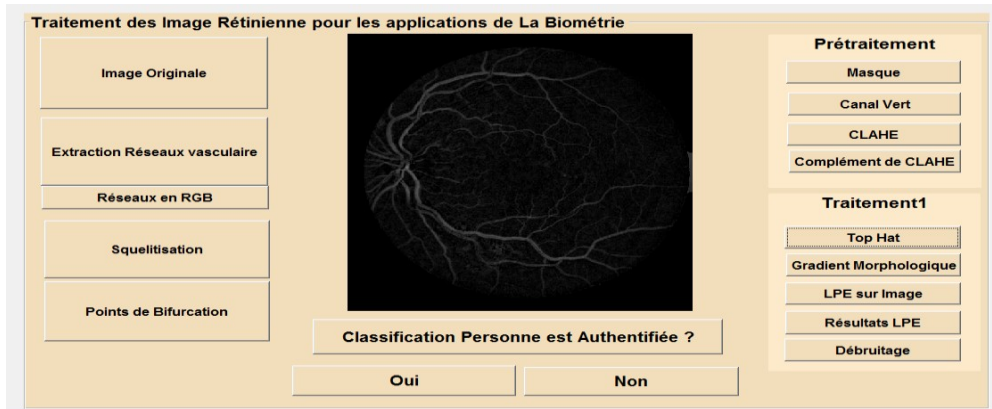 Traitement des Image Rétinienne pour les applications de La Biométrie
Image Originale
Extraction Réseaux vasculaire
Réseaux en RGB
Squelitisation
Points de Bifurcation
Classification Personne est Authentifiée ?
Oui
Non
Prétraitement
Masque
Canal Vert
CLAHE
Complément de CLAHE
Traitement1
Top Hat
Gradient Morphologique
LPE sur Image
Résultats LPE
Débruitage